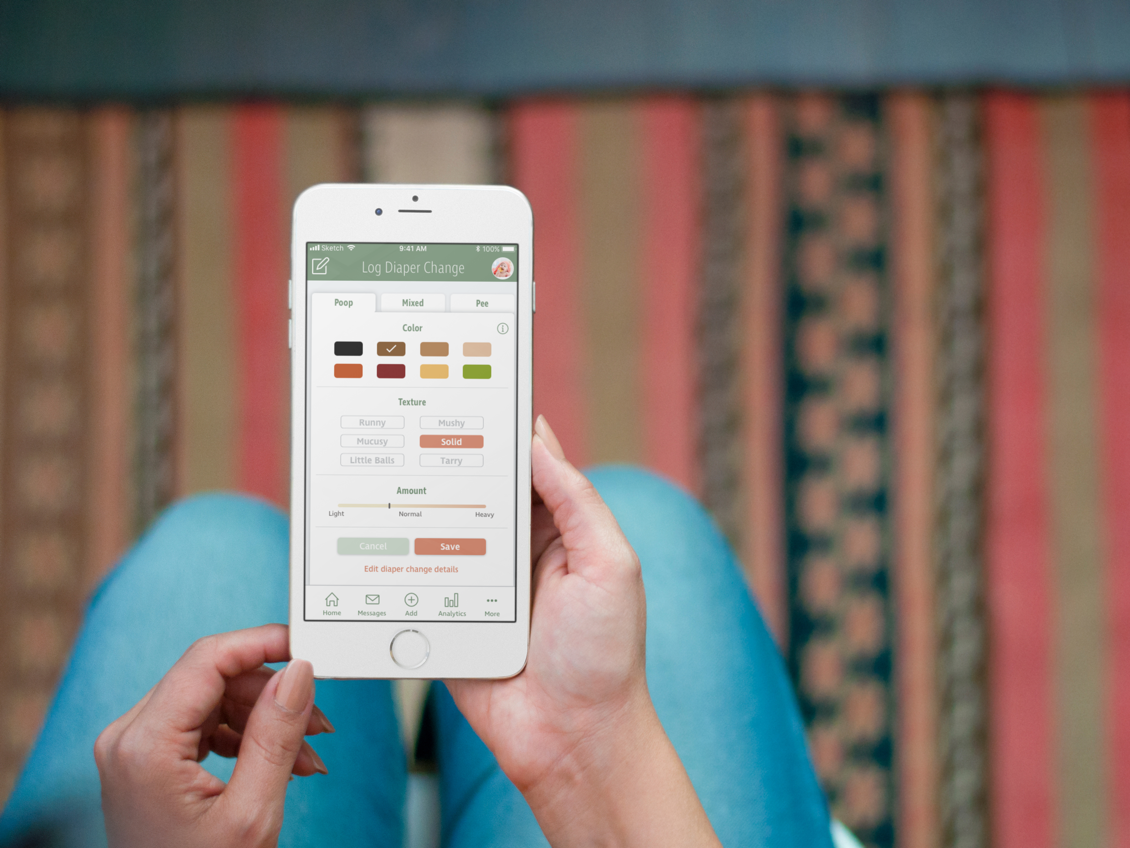 Sketch 9:41 AM 100%
Log Diaper Change
Poop Mixed Pee
Color
Texture
Runny Mushy
Mucusy Solid
Little Balls Tarry
Amount
Light Normal Heavy
Cancel Save
Edit diaper change details
Home Messages Add Analytics More